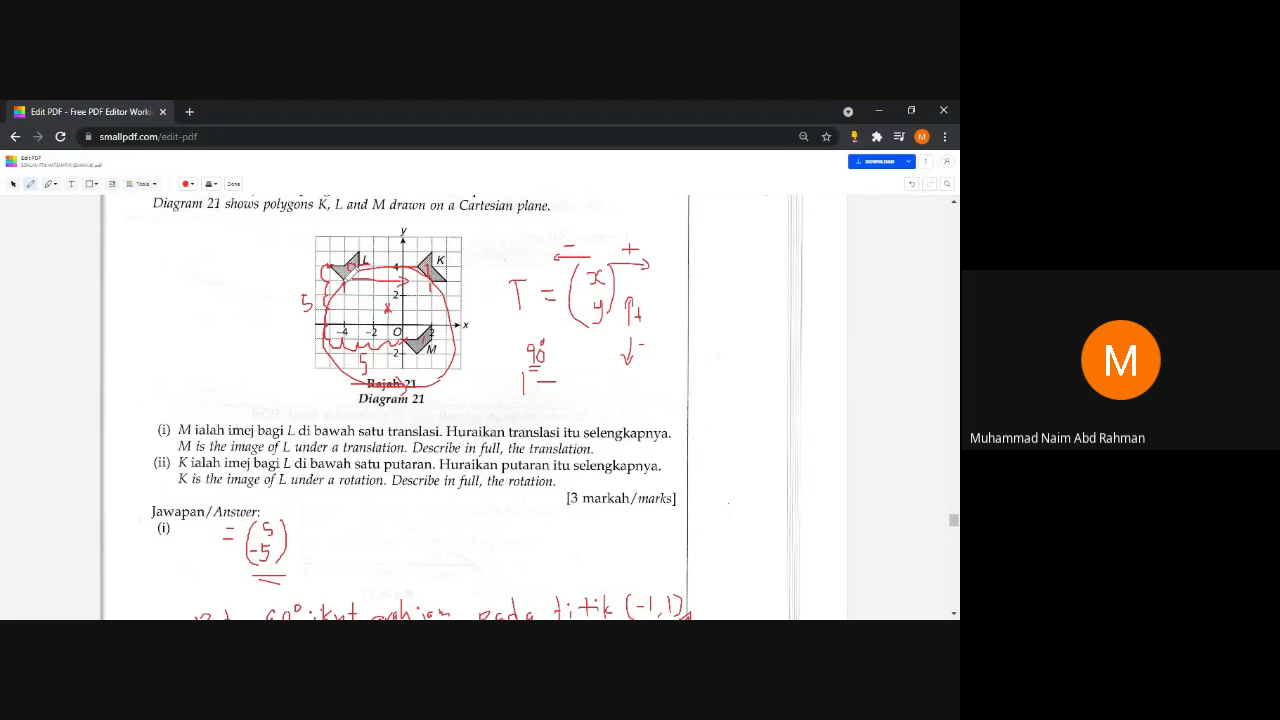 Edit PDF - Free PDF Editor Worki
smallpdf.com/edit-pdf
M
Edit PDF
DOWNLOAD
T
Tools
Done
Diagram 21 shows polygons K, L and M drawn on a Cartesian plane.
y
L
K
4
2
-4
-2
O
2
x
2
M
5
5
T = (x y)
- +
+
-
90°
Rajah 21
Diagram 21
(i) M ialah imej bagi L di bawah satu translasi. Huraikan translasi itu selengkapnya.
M is the image of L under a translation. Describe in full, the translation.
(ii) K ialah imej bagi L di bawah satu putaran. Huraikan putaran itu selengkapnya.
K is the image of L under a rotation. Describe in full, the rotation.
[3 markah/marks]
Jawapan/Answer:
(i)
= (5 -5)
90° ikut pada titik (-1,1)
M
Muhammad Naim Abd Rahman